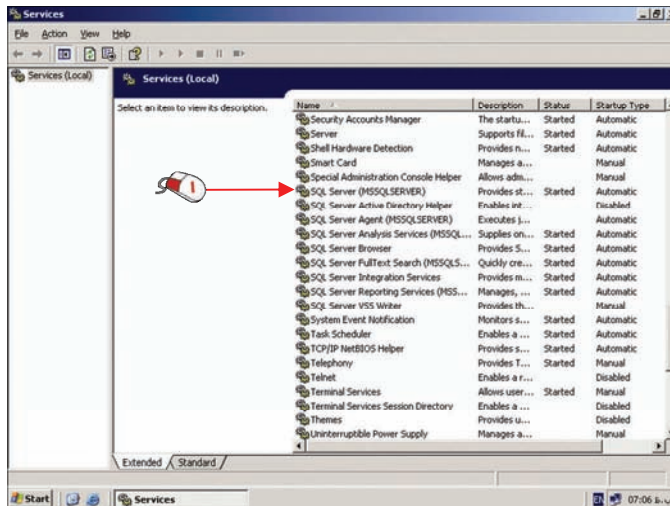 Services
File Action View Help
Services (Local)
Services (Local)
Select an item to view its description.
Name Description Status Startup Type
Security Accounts Manager The startu... Started Automatic
Server Supports fil... Started Automatic
Shell Hardware Detection Provides n... Started Automatic
Smart Card Manages a... Manual
Special Administration Console Helper Allows adm... Manual
SQL Server (MSSQLSERVER) Provides st... Started Automatic
SQL Server Active Directory Helper Enables int... Disabled
SQL Server Agent (MSSQLSERVER) Executes j... Automatic
SQL Server Analysis Services (MSSQL... Supplies on... Started Automatic
SQL Server Browser Provides S... Started Automatic
SQL Server FullText Search (MSSQLS... Quickly cre... Started Automatic
SQL Server Integration Services Provides m... Started Automatic
SQL Server Reporting Services (MSS... Manages, ... Started Automatic
SQL Server VSS Writer Provides th... Manual
System Event Notification Monitors s... Started Automatic
Task Scheduler Enables a ... Started Automatic
TCP/IP NetBIOS Helper Provides s... Started Automatic
Telephony Provides T... Started Manual
Telnet Enables a r... Disabled
Terminal Services Allows user... Started Manual
Terminal Services Session Directory Enables a ... Disabled
Themes Provides u... Disabled
Uninterruptible Power Supply Manages a... Manual
Extended Standard
Start Services EN 07:06